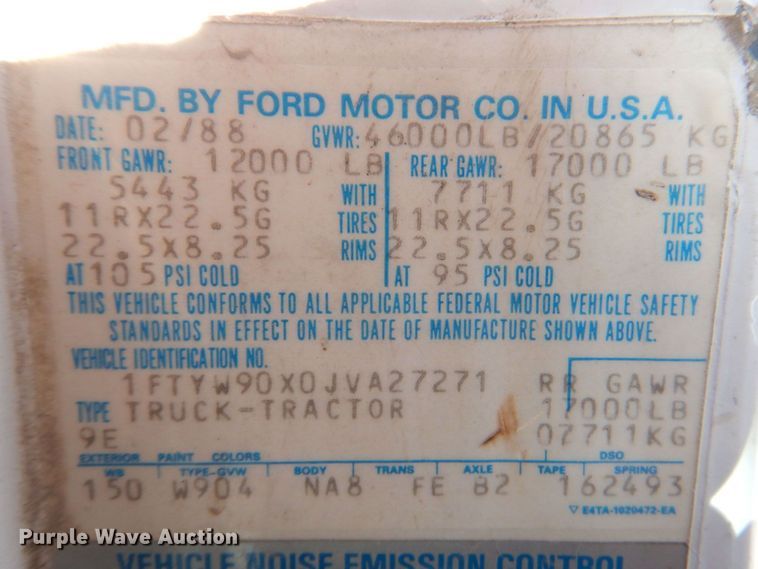 MFD. BY FORD MOTOR CO. IN U.S.A.
DATE: 02/88 GVWR: 46000LB/20865 KG
FRONT GAWR: 12000 LB REAR GAWR: 17000 LB
5443 KG WITH 7711 KG WITH
11RX22.5G TIRES 11RX22.5G TIRES
22.5X8.25 RIMS 22.5X8.25 RIMS
AT 105 PSI COLD AT 95 PSI COLD
THIS VEHICLE CONFORMS TO ALL APPLICABLE FEDERAL MOTOR VEHICLE SAFETY
STANDARDS IN EFFECT ON THE DATE OF MANUFACTURE SHOWN ABOVE.
VEHICLE IDENTIFICATION NO.
1FTYW90X0JVA27271 RR GAWR
TYPE TRUCK-TRACTOR 17000LB
9E 07711KG
EXTERIOR PAINT COLORS DSO
WB TYPE-GVW BODY TRANS AXLE TAPE SPRING
150 W904 NA8 FE B2 162493
▽ E4TA-1020472-EA
Purple Wave Auction
VEHICLE NOISE EMISSION CONTROL